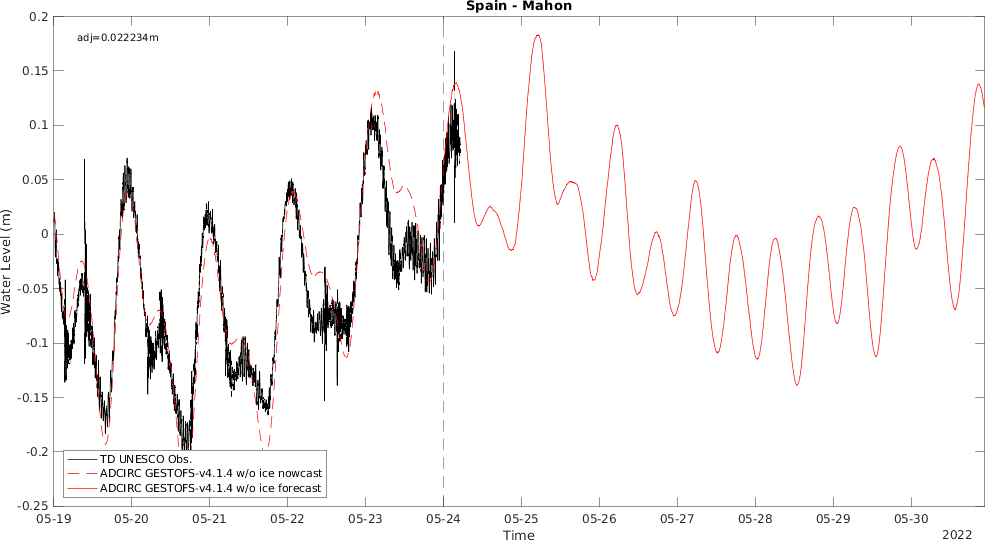 Spain - Mahon
adj=0.022234m
0.2
0.15
0.1
0.05
0
-0.05
-0.1
-0.15
-0.2
-0.25
Water Level (m)
TD UNESCO Obs.
ADCIRC GESTOFS-v4.1.4 w/o ice nowcast
ADCIRC GESTOFS-v4.1.4 w/o ice forecast
05-19 05-20 05-21 05-22 05-23 05-24 05-25 05-26 05-27 05-28 05-29 05-30
Time
2022